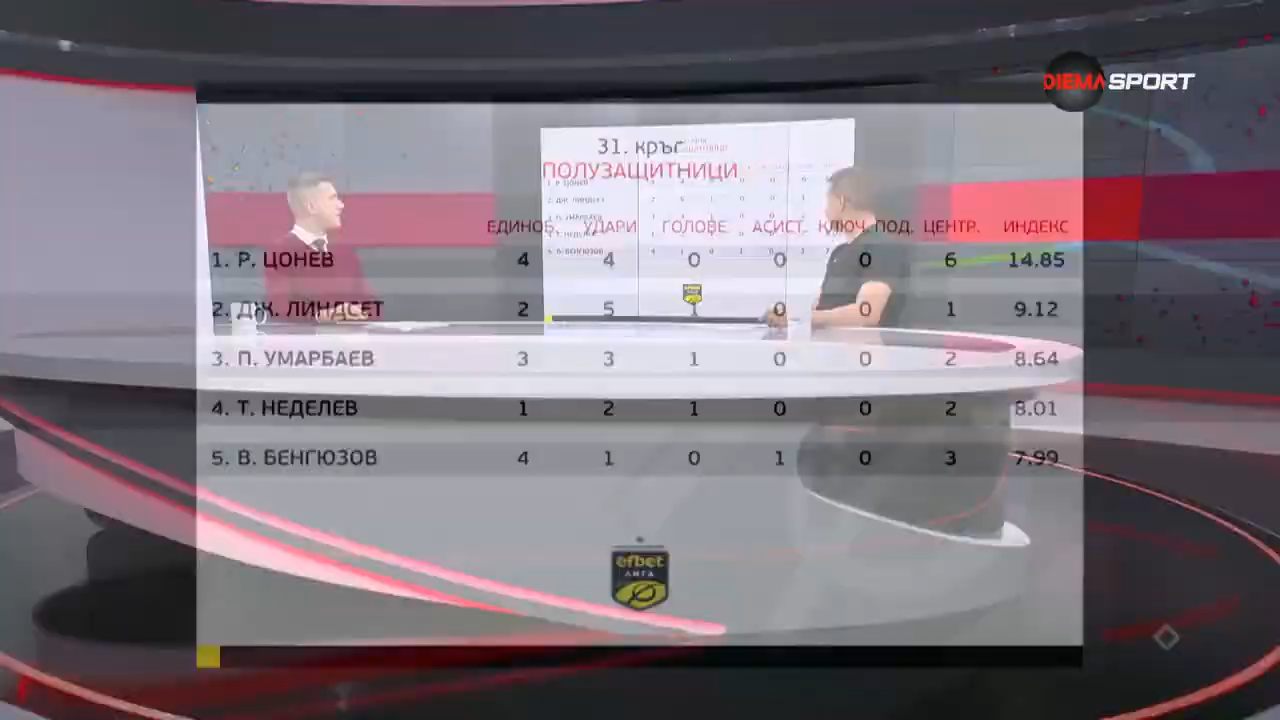 DIEMA SPORT
31. кръг
ПОЛУЗАЩИТНИЦИ
ЕДИНОБ. УДАРИ ГОЛОВЕ АСИСТ. КЛЮЧ. ПОД. ЦЕНТР. ИНДЕКС
1. Р. ЦОНЕВ 4 4 0 0 0 6 14.85
2. ДЖ. ЛИНДСЕТ 2 5 1 0 0 1 9.12
3. П. УМАРБАЕВ 3 3 1 0 0 2 8.64
4. Т. НЕДЕЛЕВ 1 2 1 0 0 2 8.01
5. В. БЕНГЮЗОВ 4 1 0 1 0 3 7.99
efbet
ЛИГА